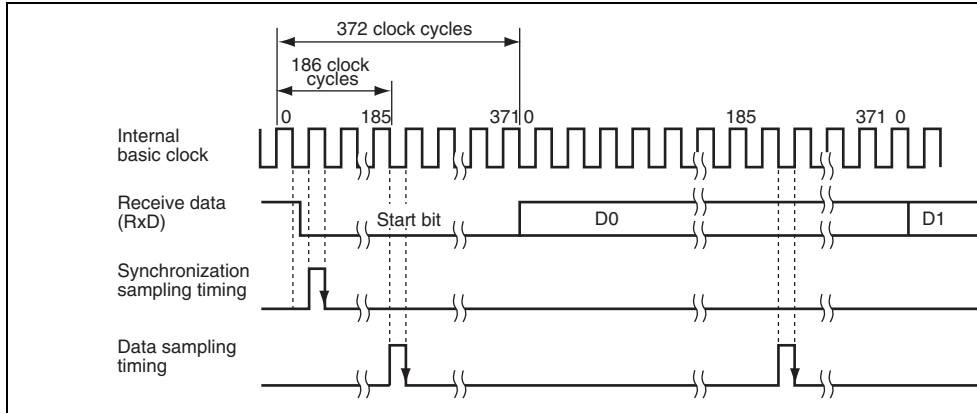 372 clock cycles
186 clock
cycles
0 185 371 0 185 371 0
Internal
basic clock
Receive data
(RxD)
Start bit D0 D1
Synchronization
sampling timing
Data sampling
timing